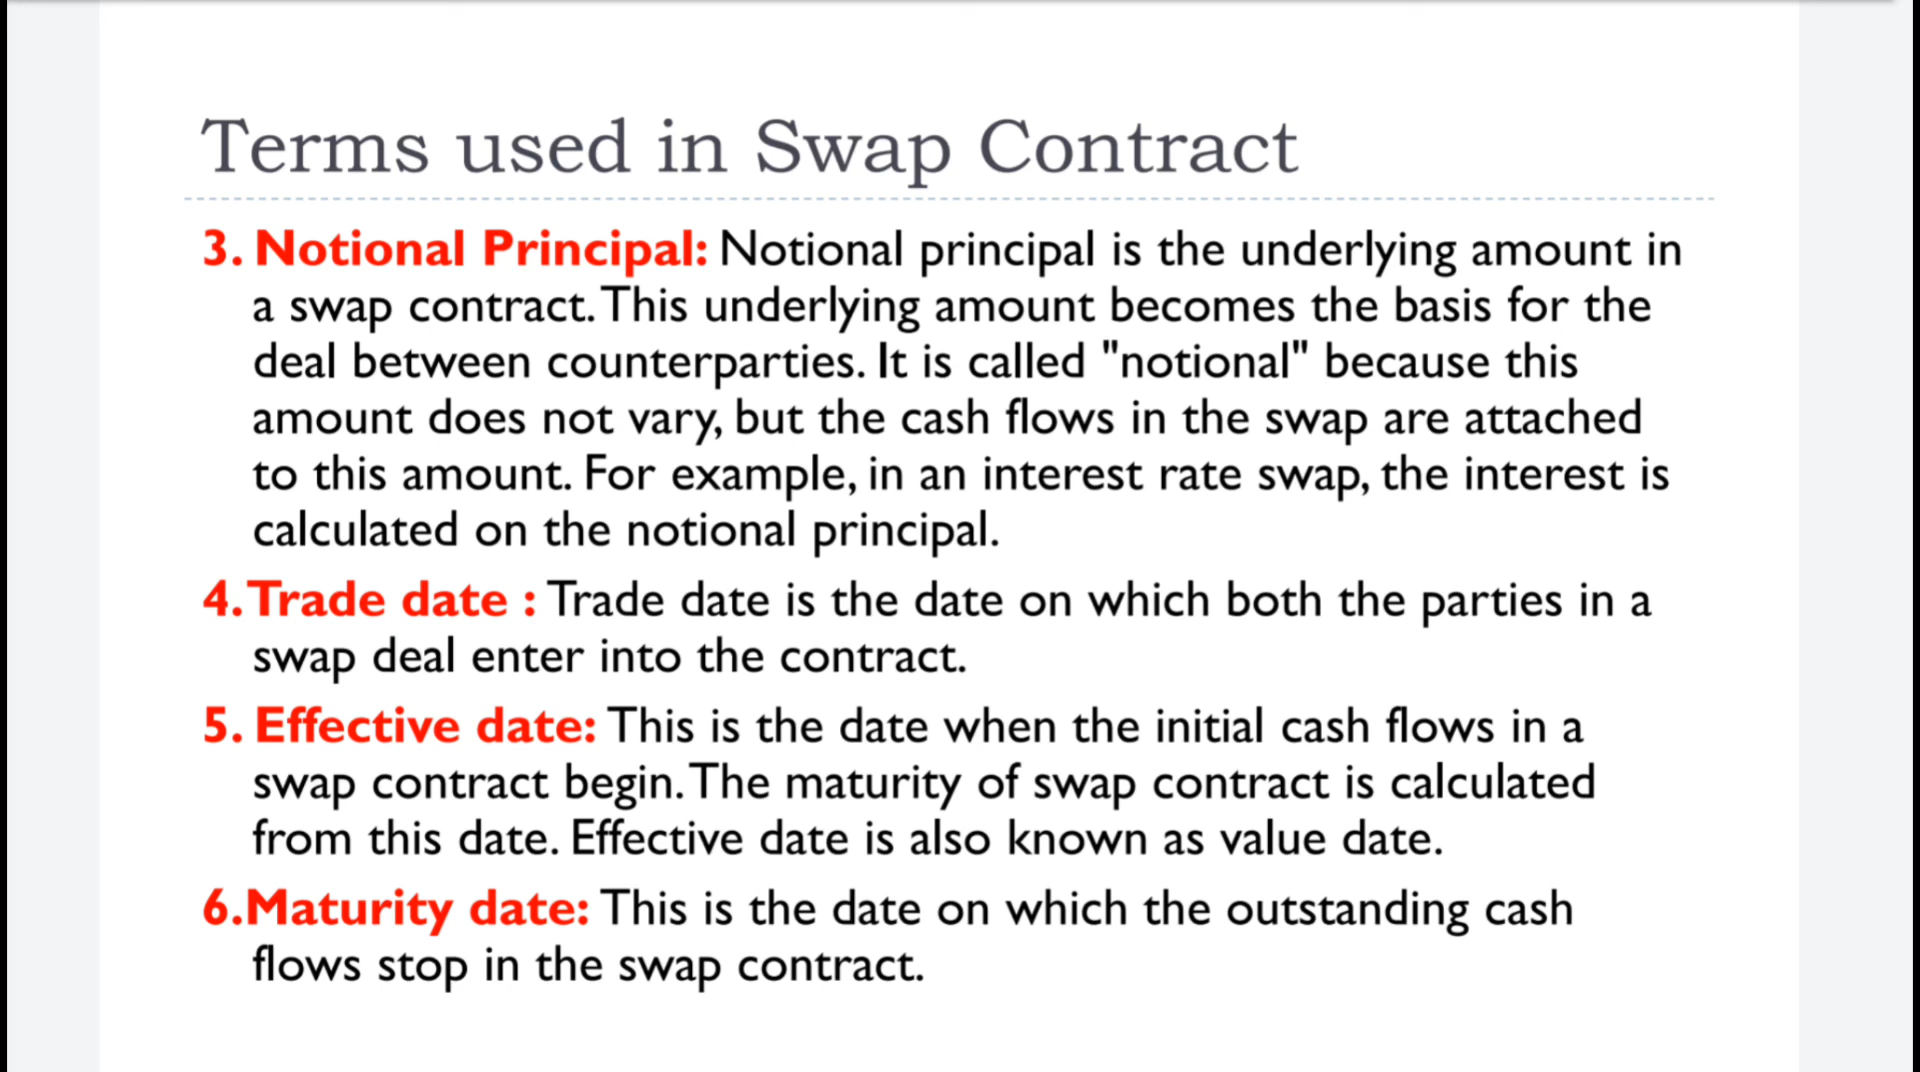 Terms used in Swap Contract
3. Notional Principal: Notional principal is the underlying amount in
a swap contract. This underlying amount becomes the basis for the
deal between counterparties. It is called "notional" because this
amount does not vary, but the cash flows in the swap are attached
to this amount. For example, in an interest rate swap, the interest is
calculated on the notional principal.
4. Trade date : Trade date is the date on which both the parties in a
swap deal enter into the contract.
5. Effective date: This is the date when the initial cash flows in a
swap contract begin. The maturity of swap contract is calculated
from this date. Effective date is also known as value date.
6.Maturity date: This is the date on which the outstanding cash
flows stop in the swap contract.